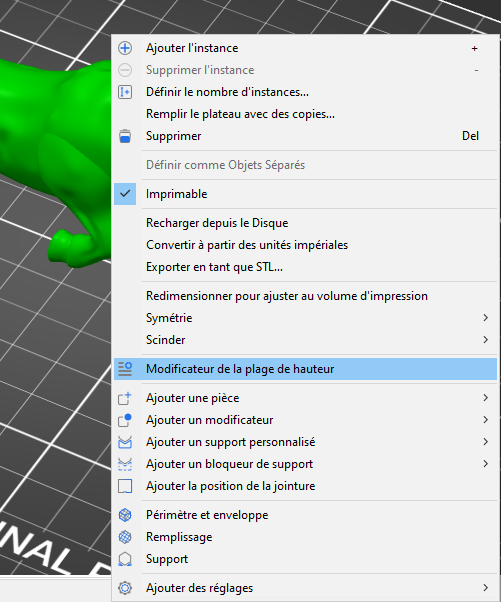 Ajouter l'instance +
Supprimer l'instance -
Définir le nombre d'instances...
Remplir le plateau avec des copies...
Supprimer Del
Définir comme Objets Séparés
Imprimable
Recharger depuis le Disque
Convertir à partir des unités impériales
Exporter en tant que STL...
Redimensionner pour ajuster au volume d'impression
Symétrie
Scinder
Modificateur de la plage de hauteur
Ajouter une pièce
Ajouter un modificateur
Ajouter un support personnalisé
Ajouter un bloqueur de support
Ajouter la position de la jointure
Périmètre et enveloppe
Remplissage
Support
Ajouter des réglages